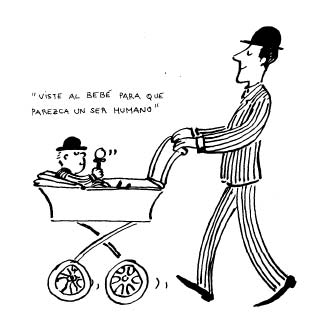 "VISTE AL BEBÉ PARA QUE
PAREZCA UN SER HUMANO"